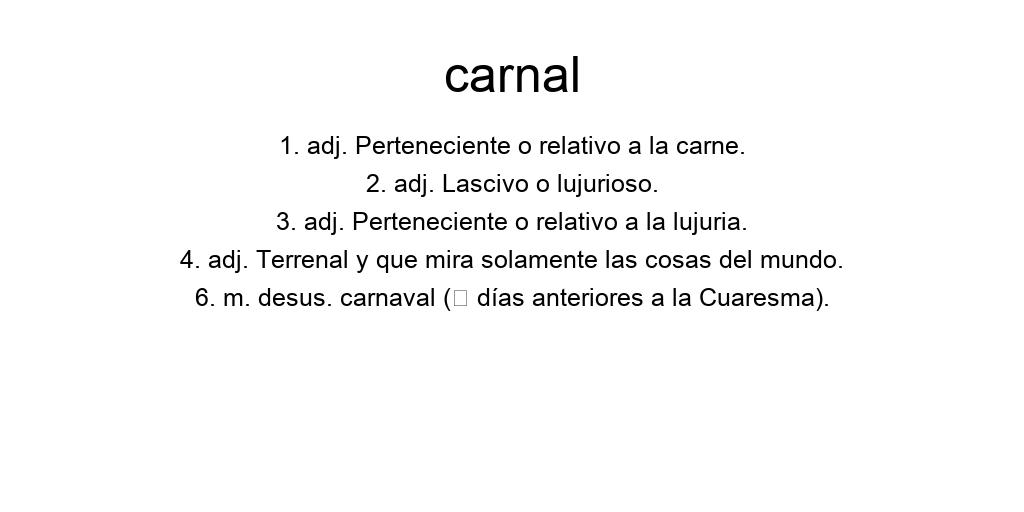 carnal
1. adj. Perteneciente o relativo a la carne.
2. adj. Lascivo o lujurioso.
3. adj. Perteneciente o relativo a la lujuria.
4. adj. Terrenal y que mira solamente las cosas del mundo.
6. m. desus. carnaval (□ días anteriores a la Cuaresma).